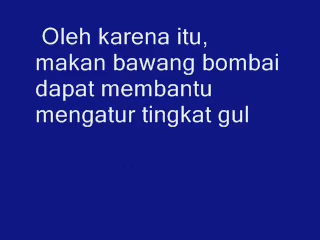 Oleh karena itu,
makan bawang bombai
dapat membantu
mengatur tingkat gul